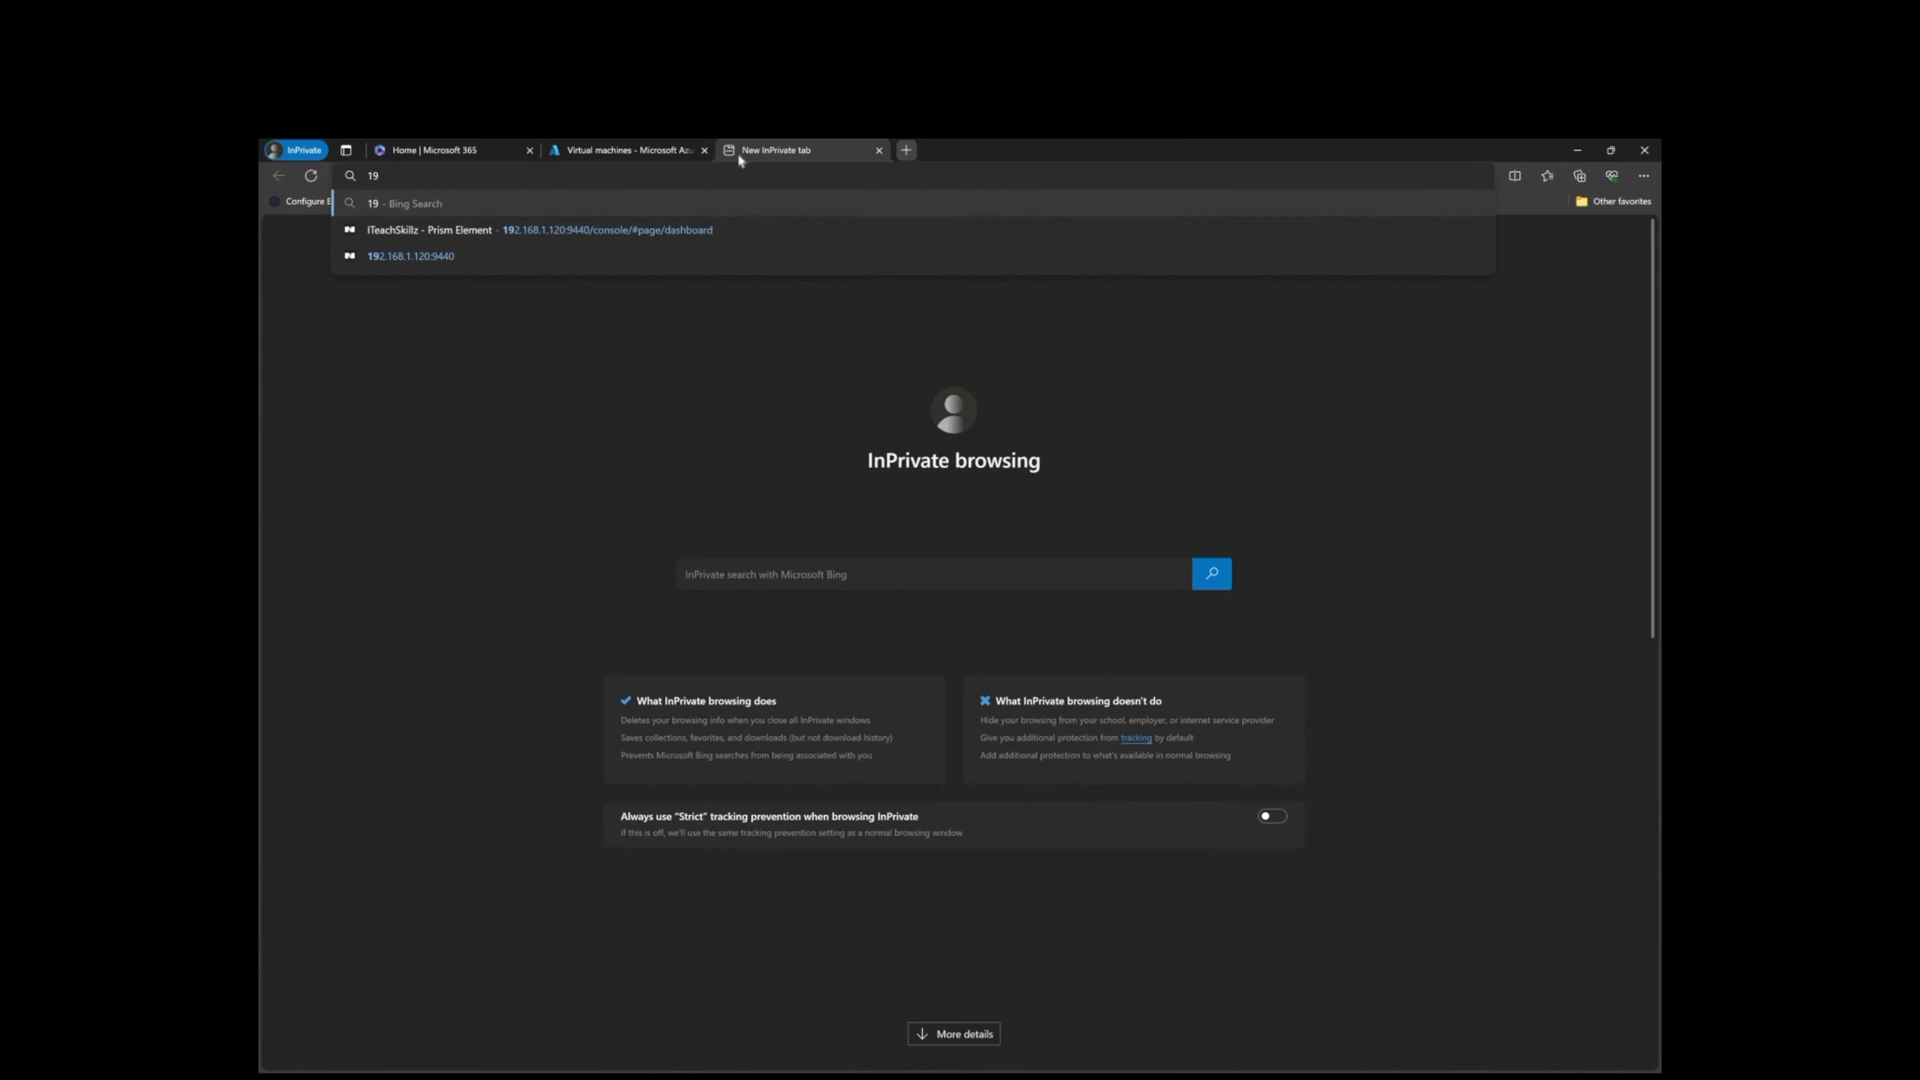 InPrivate
Home | Microsoft 365
Virtual machines - Microsoft Azu
New InPrivate tab
19
Configure E
Other favorites
19 - Bing Search
ITeachSkillz - Prism Element - 192.168.1.120:9440/console/#page/dashboard
192.168.1.120:9440
InPrivate browsing
InPrivate search with Microsoft Bing
What InPrivate browsing does
Deletes your browsing info when you close all InPrivate windows
Saves collections, favorites, and downloads (but not download history)
Prevents Microsoft Bing searches from being associated with you
What InPrivate browsing doesn't do
Hide your browsing from your school, employer, or internet service provider
Give you additional protection from tracking by default
Add additional protection to what's available in normal browsing
Always use "Strict" tracking prevention when browsing InPrivate
If this is off, we'll use the same tracking prevention setting as a normal browsing window
More details